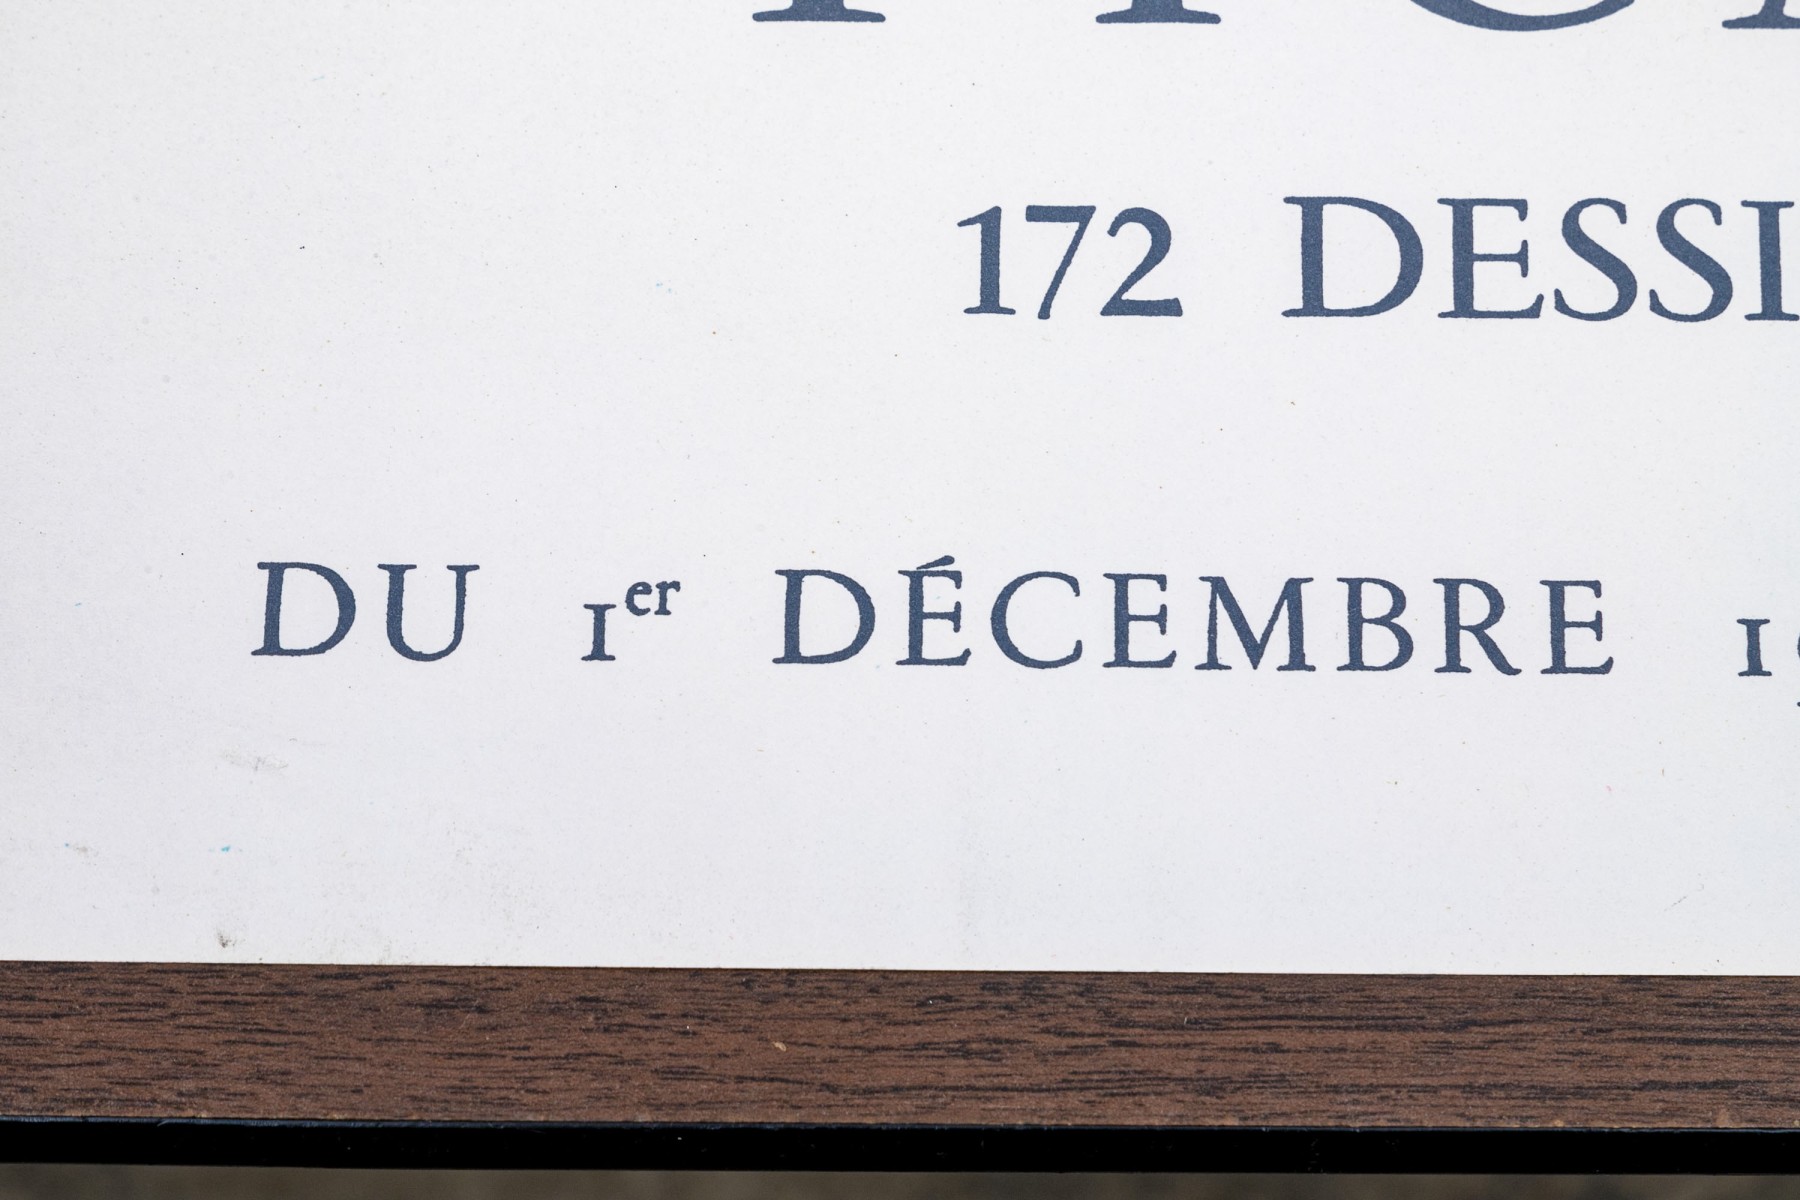 172 DESSI
DU 1er DÉCEMBRE